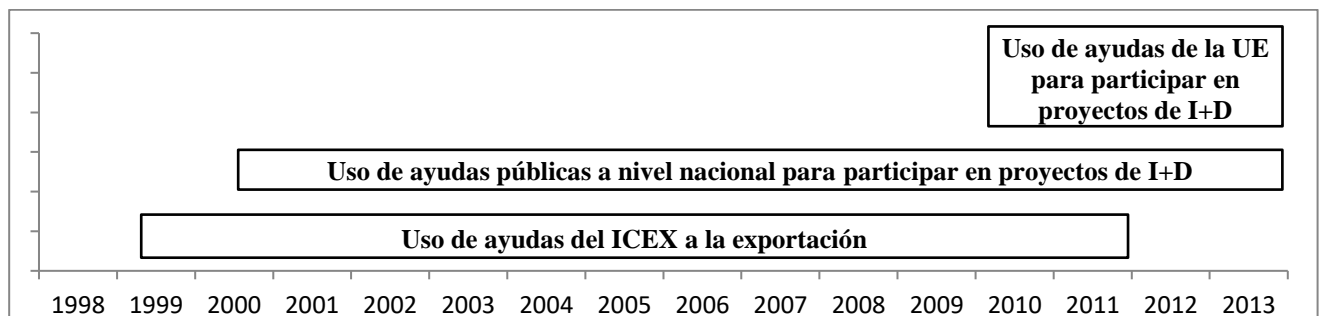 Uso de ayudas de la UE
para participar en
proyectos de I+D
Uso de ayudas públicas a nivel nacional para participar en proyectos de I+D
Uso de ayudas del ICEX a la exportación
1998 1999 2000 2001 2002 2003 2004 2005 2006 2007 2008 2009 2010 2011 2012 2013